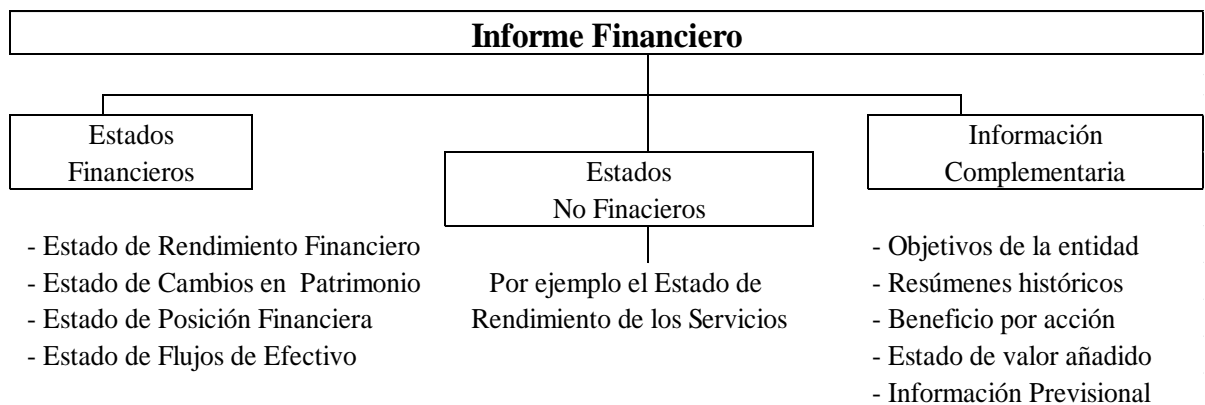 Informe Financiero
Estados
Financieros
- Estado de Rendimiento Financiero
- Estado de Cambios en Patrimonio
- Estado de Posición Financiera
- Estado de Flujos de Efectivo
Estados
No Finacieros
Por ejemplo el Estado de
Rendimiento de los Servicios
Información
Complementaria
- Objetivos de la entidad
- Resúmenes históricos
- Beneficio por acción
- Estado de valor añadido
- Información Previsional